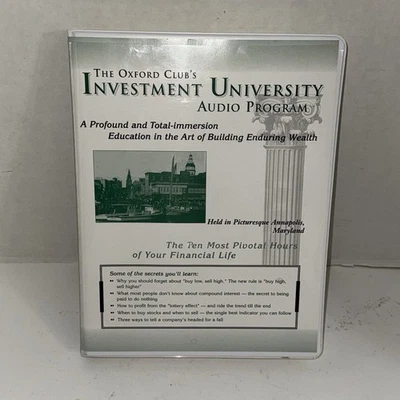 THE OXFORD CLUB'S
INVESTMENT UNIVERSITY
AUDIO PROGRAM
A Profound and Total-immersion
Education in the Art of Building Enduring Wealth
Held in Picturesque Annapolis,
Maryland
The Ten Most Pivotal Hours
of Your Financial Life
Some of the secrets you'll learn:
Why you should forget about "buy low, sell high." The new rule is "buy high,
sell higher"
What most people don't know about compound interest — the secret to being
paid to do nothing
How to profit from the "lottery effect" — and ride the trend till the end
When to buy stocks and when to sell — the single best indicator you can follow
Three ways to tell a company's headed for a fall